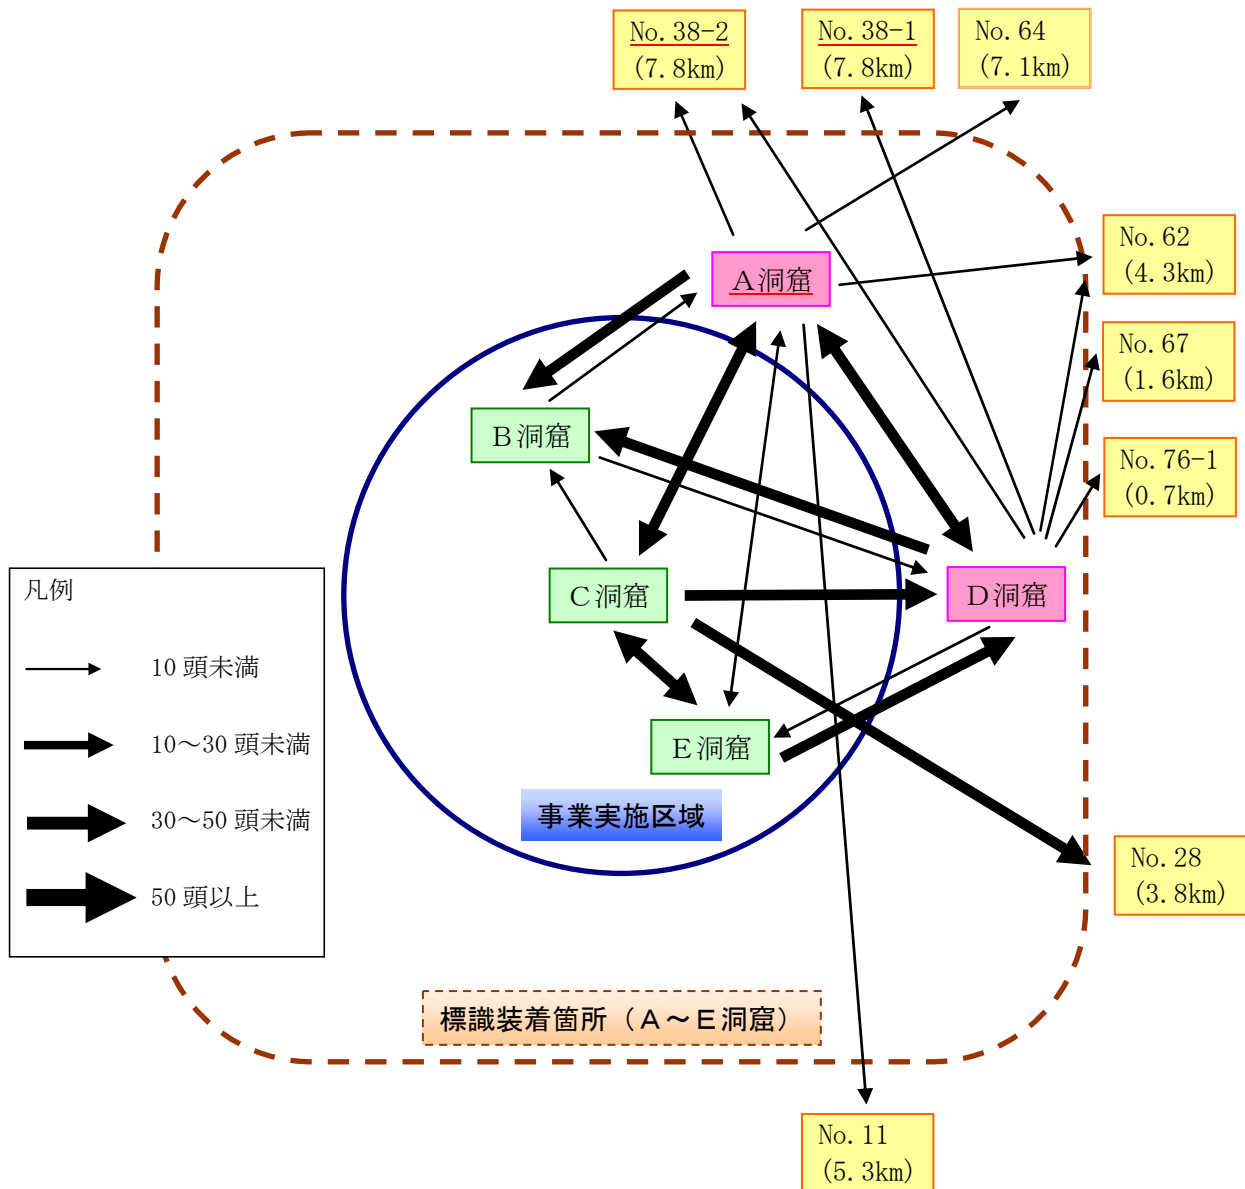 No.38-2
(7.8km)
No.38-1
(7.8km)
No.64
(7.1km)
No.62
(4.3km)
A洞窟
No.67
(1.6km)
B洞窟
No.76-1
(0.7km)
C洞窟
D洞窟
E洞窟
事業実施区域
凡例
10頭未満
10～30頭未満
30～50頭未満
50頭以上
No.28
(3.8km)
標識装着箇所（A～E洞窟）
No.11
(5.3km)